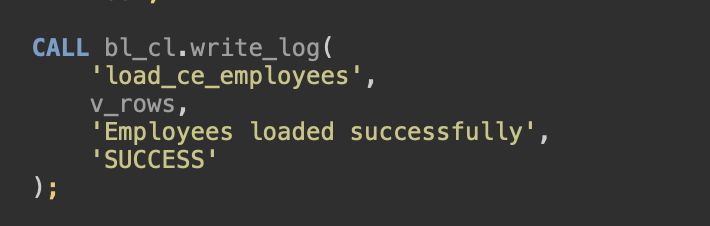 CALL bl_cl.write_log(
'load_ce_employees',
v_rows,
'Employees loaded successfully',
'SUCCESS'
);